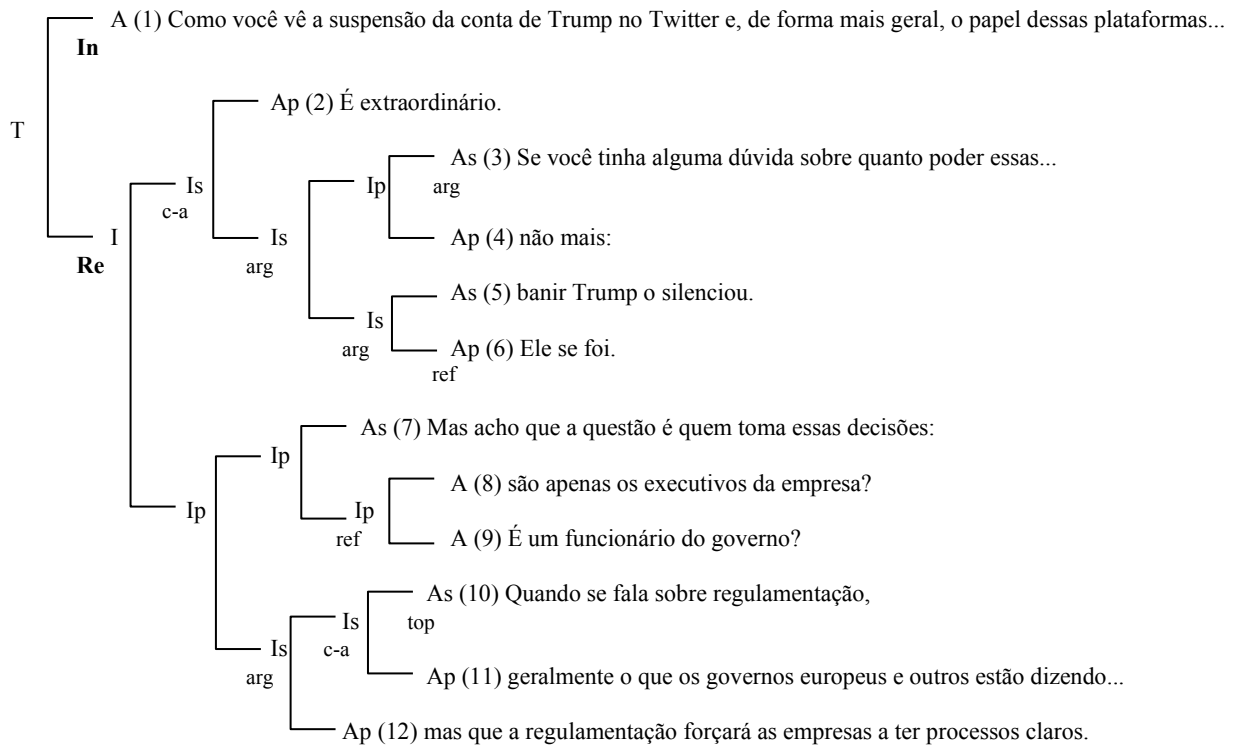 A (1) Como você vê a suspensão da conta de Trump no Twitter e, de forma mais geral, o papel dessas plataformas...
In
Ap (2) É extraordinário.
T
As (3) Se você tinha alguma dúvida sobre quanto poder essas...
Is
Ip
arg
c-a
I
Is
Ap (4) não mais:
Re
arg
As (5) banir Trump o silenciou.
Is
arg
Ap (6) Ele se foi.
ref
As (7) Mas acho que a questão é quem toma essas decisões:
Ip
A (8) são apenas os executivos da empresa?
Ip
Ip
ref
A (9) É um funcionário do governo?
As (10) Quando se fala sobre regulamentação,
Is
top
Is
c-a
arg
Ap (11) geralmente o que os governos europeus e outros estão dizendo...
Ap (12) mas que a regulamentação forçará as empresas a ter processos claros.